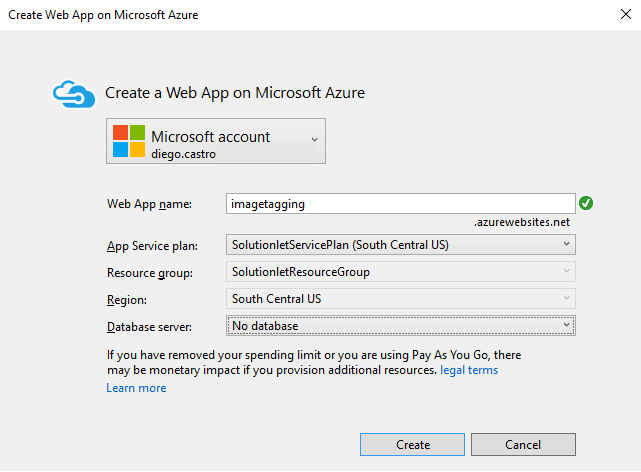 Create Web App on Microsoft Azure
Create a Web App on Microsoft Azure
Microsoft account
diego.castro
Web App name: imagetagging
.azurewebsites.net
App Service plan: SolutionletServicePlan (South Central US)
Resource group: SolutionletResourceGroup
Region: South Central US
Database server: No database
If you have removed your spending limit or you are using Pay As You Go, there
may be monetary impact if you provision additional resources. legal terms
Learn more
Create Cancel